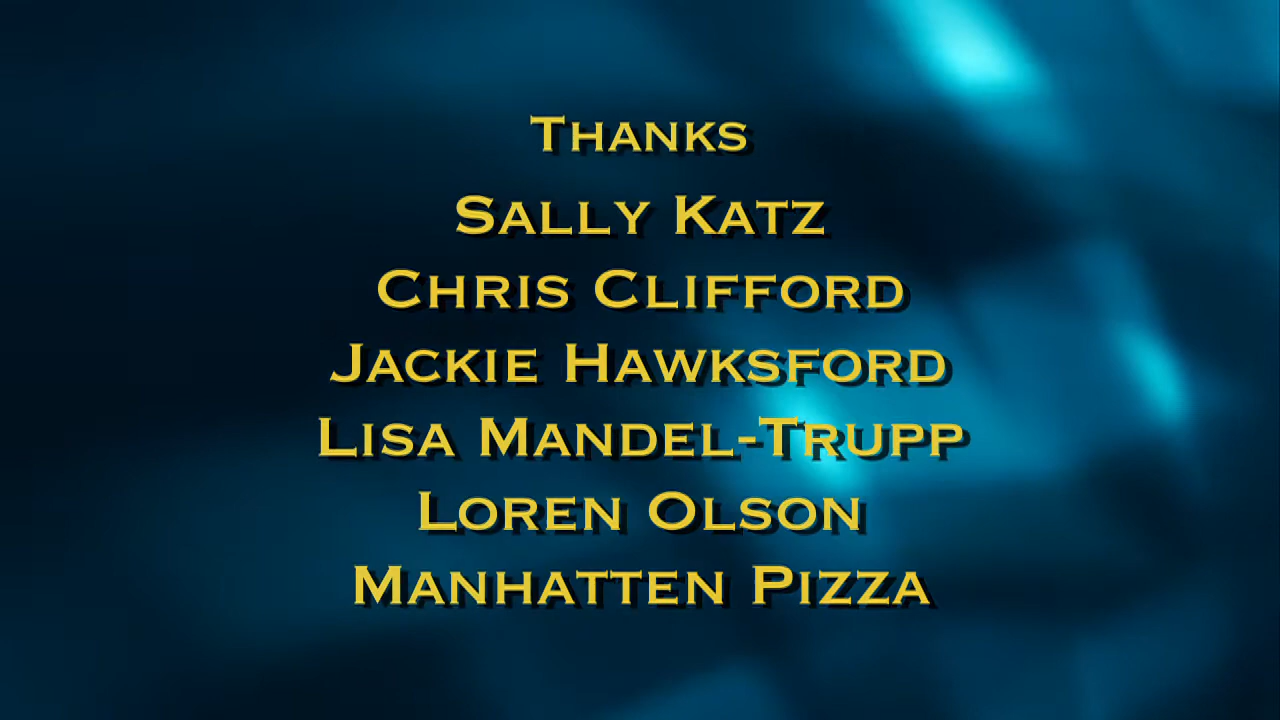 Thanks
Sally Katz
Chris Clifford
Jackie Hawksford
Lisa Mandel-Trupp
Loren Olson
Manhatten Pizza